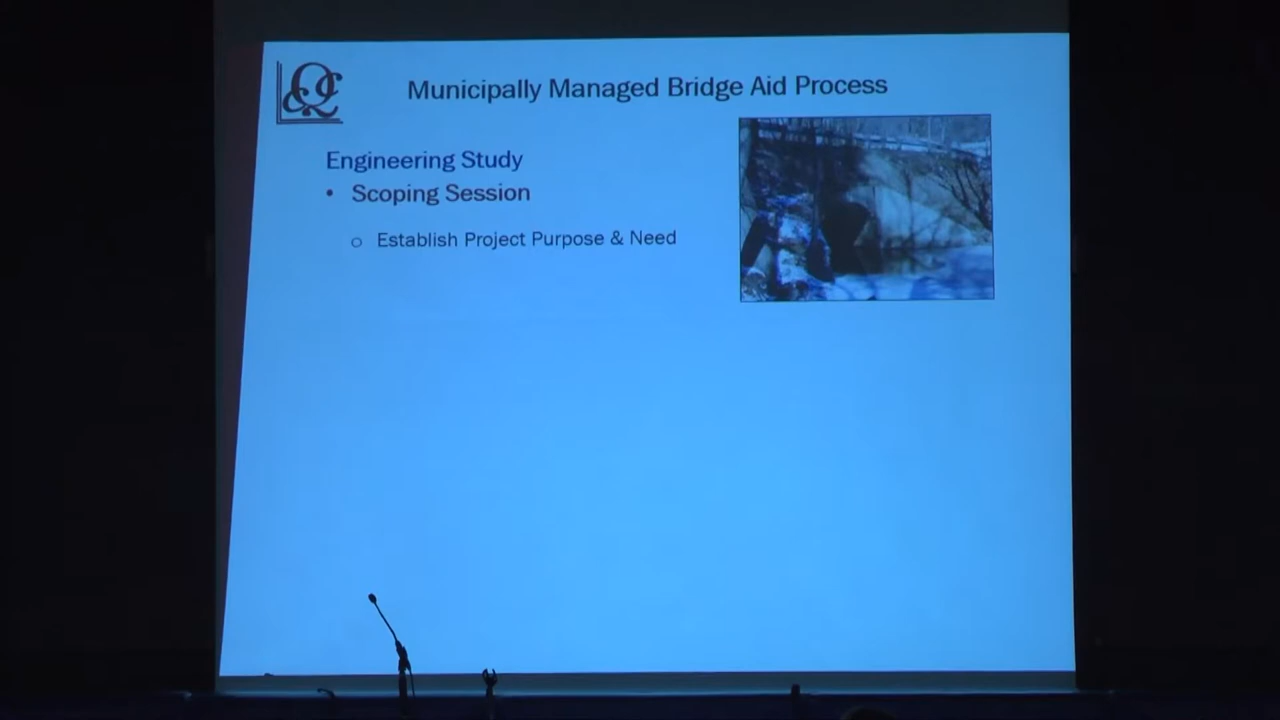 Municipally Managed Bridge Aid Process
Engineering Study
• Scoping Session
o Establish Project Purpose & Need